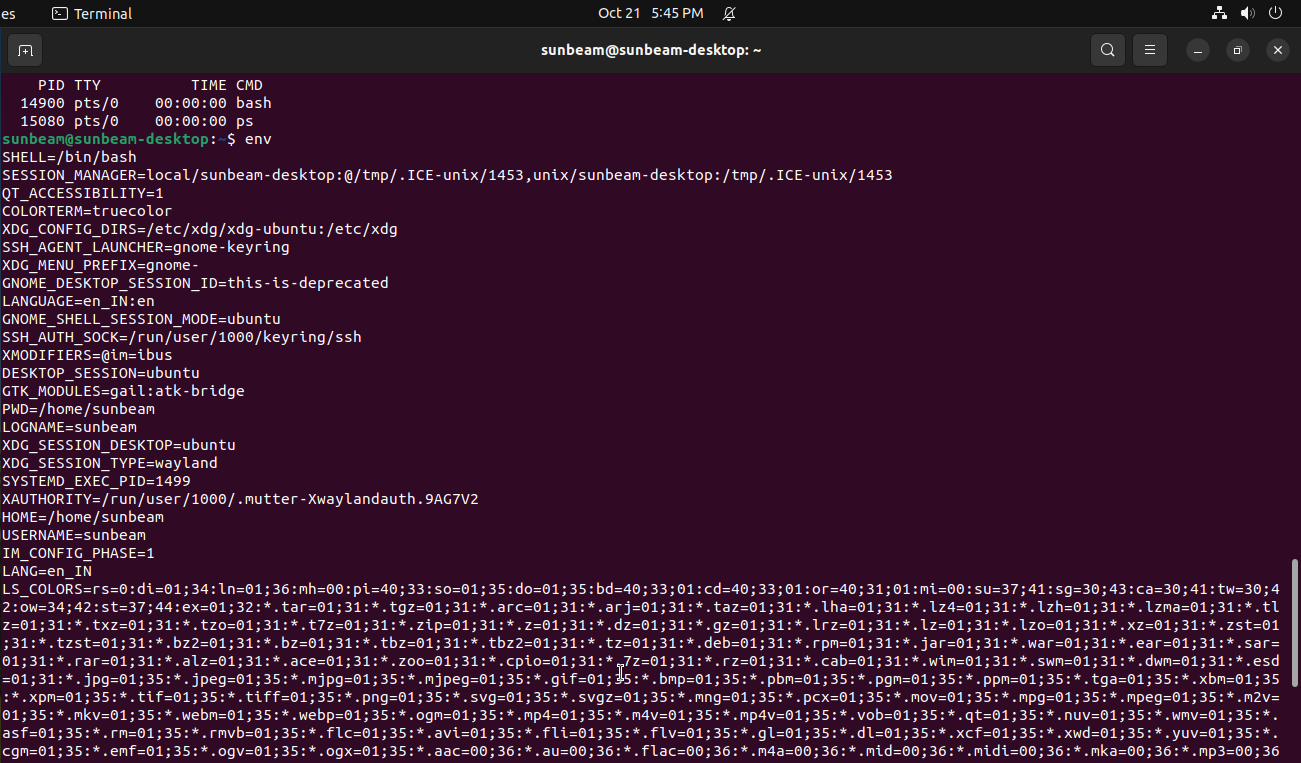 es Terminal Oct 21 5:45 PM
sunbeam@sunbeam-desktop: ~
PID TTY TIME CMD
14900 pts/0 00:00:00 bash
15080 pts/0 00:00:00 ps
sunbeam@sunbeam-desktop:~$ env
SHELL=/bin/bash
SESSION_MANAGER=local/sunbeam-desktop:@/tmp/.ICE-unix/1453,unix/sunbeam-desktop:/tmp/.ICE-unix/1453
QT_ACCESSIBILITY=1
COLORTERM=truecolor
XDG_CONFIG_DIRS=/etc/xdg/xdg-ubuntu:/etc/xdg
SSH_AGENT_LAUNCHER=gnome-keyring
XDG_MENU_PREFIX=gnome-
GNOME_DESKTOP_SESSION_ID=this-is-deprecated
LANGUAGE=en_IN:en
GNOME_SHELL_SESSION_MODE=ubuntu
SSH_AUTH_SOCK=/run/user/1000/keyring/ssh
XMODIFIERS=@im=ibus
DESKTOP_SESSION=ubuntu
GTK_MODULES=gail:atk-bridge
PWD=/home/sunbeam
LOGNAME=sunbeam
XDG_SESSION_DESKTOP=ubuntu
XDG_SESSION_TYPE=wayland
SYSTEMD_EXEC_PID=1499
XAUTHORITY=/run/user/1000/.mutter-Xwaylandauth.9AG7V2
HOME=/home/sunbeam
USERNAME=sunbeam
IM_CONFIG_PHASE=1
LANG=en_IN
LS_COLORS=rs=0:di=01;34:ln=01;36:mh=00:pi=40;33:so=01;35:do=01;35:bd=40;33;01:cd=40;33;01:or=40;31;01:mi=00:su=37;41:sg=30;43:ca=30;41:tw=30;4
2:ow=34;42:st=37;44:ex=01;32:*.tar=01;31:*.tgz=01;31:*.arc=01;31:*.arj=01;31:*.taz=01;31:*.lha=01;31:*.lz4=01;31:*.lzh=01;31:*.lzma=01;31:*.tl
z=01;31:*.txz=01;31:*.tzo=01;31:*.t7z=01;31:*.zip=01;31:*.z=01;31:*.dz=01;31:*.gz=01;31:*.lrz=01;31:*.lz=01;31:*.lzo=01;31:*.xz=01;31:*.zst=01
;31:*.tzst=01;31:*.bz2=01;31:*.bz=01;31:*.tbz=01;31:*.tbz2=01;31:*.tz=01;31:*.deb=01;31:*.rpm=01;31:*.jar=01;31:*.war=01;31:*.ear=01;31:*.sar=
01;31:*.rar=01;31:*.alz=01;31:*.ace=01;31:*.zoo=01;31:*.cpio=01;31:*.7z=01;31:*.rz=01;31:*.cab=01;31:*.wim=01;31:*.swm=01;31:*.dwm=01;31:*.esd
=01;31:*.jpg=01;35:*.jpeg=01;35:*.mjpg=01;35:*.mjpeg=01;35:*.gif=01;35:*.bmp=01;35:*.pbm=01;35:*.pgm=01;35:*.ppm=01;35:*.tga=01;35:*.xbm=01;35
:*.xpm=01;35:*.tif=01;35:*.tiff=01;35:*.png=01;35:*.svg=01;35:*.svgz=01;35:*.mng=01;35:*.pcx=01;35:*.mov=01;35:*.mpg=01;35:*.mpeg=01;35:*.m2v=
01;35:*.mkv=01;35:*.webm=01;35:*.webp=01;35:*.ogm=01;35:*.mp4=01;35:*.m4v=01;35:*.mp4v=01;35:*.vob=01;35:*.qt=01;35:*.nuv=01;35:*.wmv=01;35:*.
asf=01;35:*.rm=01;35:*.rmvb=01;35:*.flc=01;35:*.avi=01;35:*.fli=01;35:*.flv=01;35:*.gl=01;35:*.dl=01;35:*.xcf=01;35:*.xwd=01;35:*.yuv=01;35:*.
cgm=01;35:*.emf=01;35:*.ogv=01;35:*.ogx=01;35:*.aac=00;36:*.au=00;36:*.flac=00;36:*.m4a=00;36:*.mid=00;36:*.midi=00;36:*.mka=00;36:*.mp3=00;36